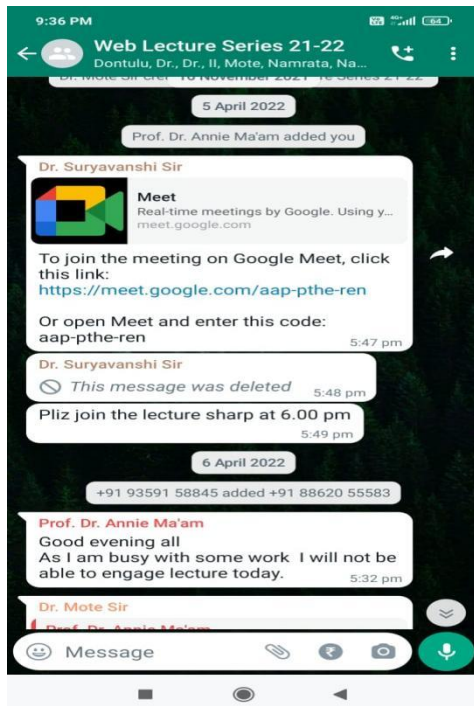 9:36 PM
4G+
64
Web Lecture Series 21-22
Dontulu, Dr., Dr., II, Mote, Namrata, Na...
5 April 2022
Prof. Dr. Annie Ma'am added you
Dr. Suryavanshi Sir
Meet
Real-time meetings by Google. Using y...
meet.google.com
To join the meeting on Google Meet, click
this link:
https://meet.google.com/aap-pthe-ren
Or open Meet and enter this code:
aap-pthe-ren
5:47 pm
Dr. Suryavanshi Sir
This message was deleted 5:48 pm
Pliz join the lecture sharp at 6.00 pm
5:49 pm
6 April 2022
+91 93591 58845 added +91 88620 55583
Prof. Dr. Annie Ma'am
Good evening all
As I am busy with some work I will not be
able to engage lecture today.
5:32 pm
Dr. Mote Sir
Prof. Dr. Annie Ma'am
Message